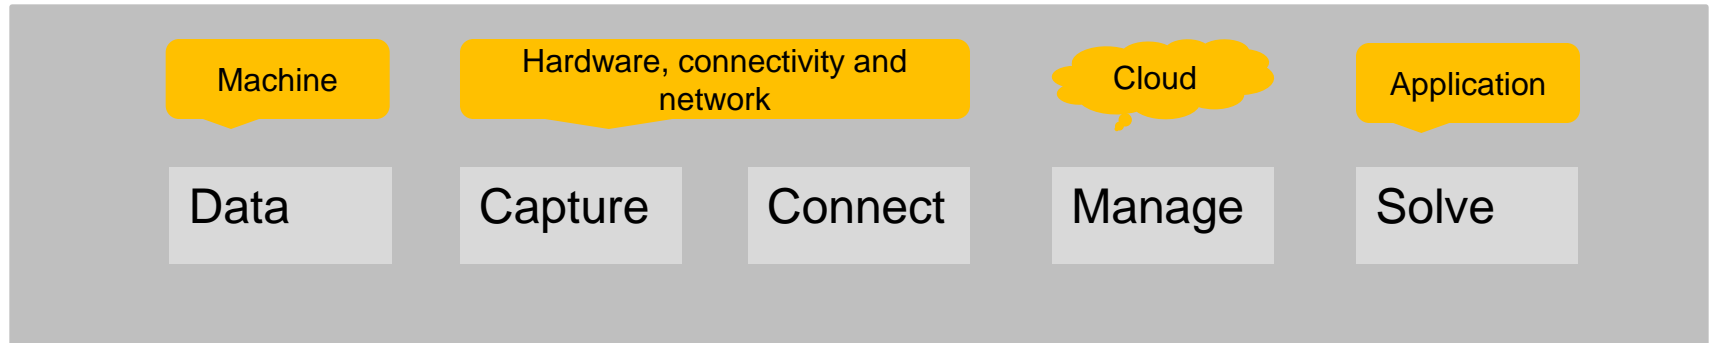 Machine
Hardware, connectivity and
network
Cloud
Application
Data
Capture
Connect
Manage
Solve